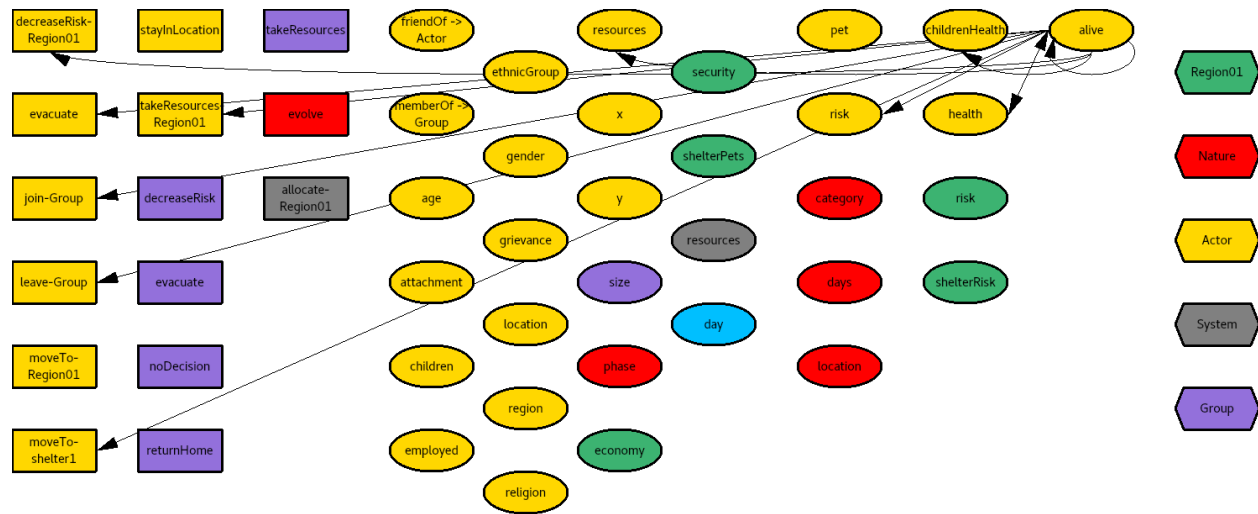 decreaseRisk-
Region01
stayInLocation
takeResources
friendOf ->
Actor
resources
pet
childrenHealth
alive
ethnicGroup
security
Region01
evacuate
takeResources-
Region01
evolve
memberOf ->
Group
x
risk
health
gender
shelterPets
Nature
join-Group
decreaseRisk
allocate-
Region01
age
y
category
risk
grievance
resources
Actor
leave-Group
evacuate
attachment
size
days
shelterRisk
location
day
System
moveTo-
Region01
noDecision
children
phase
location
region
Group
moveTo-
shelter1
returnHome
employed
economy
religion